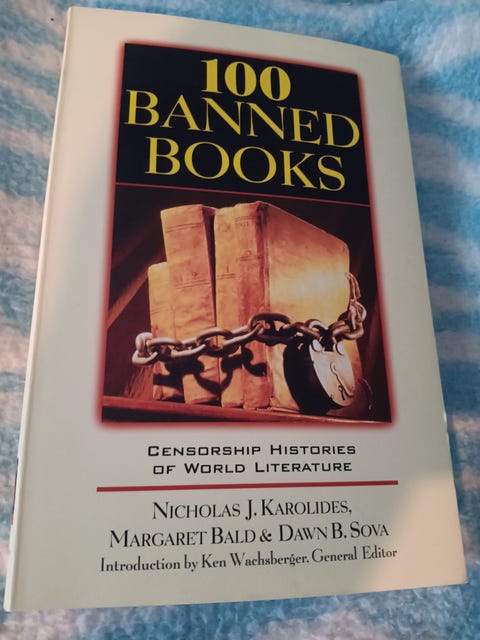 100
BANNED
BOOKS
CENSORSHIP HISTORIES
OF WORLD LITERATURE
NICHOLAS J. KAROLIDES,
MARGARET BALD & DAWN B. SOVA
Introduction by Ken Wachsberger, General Editor